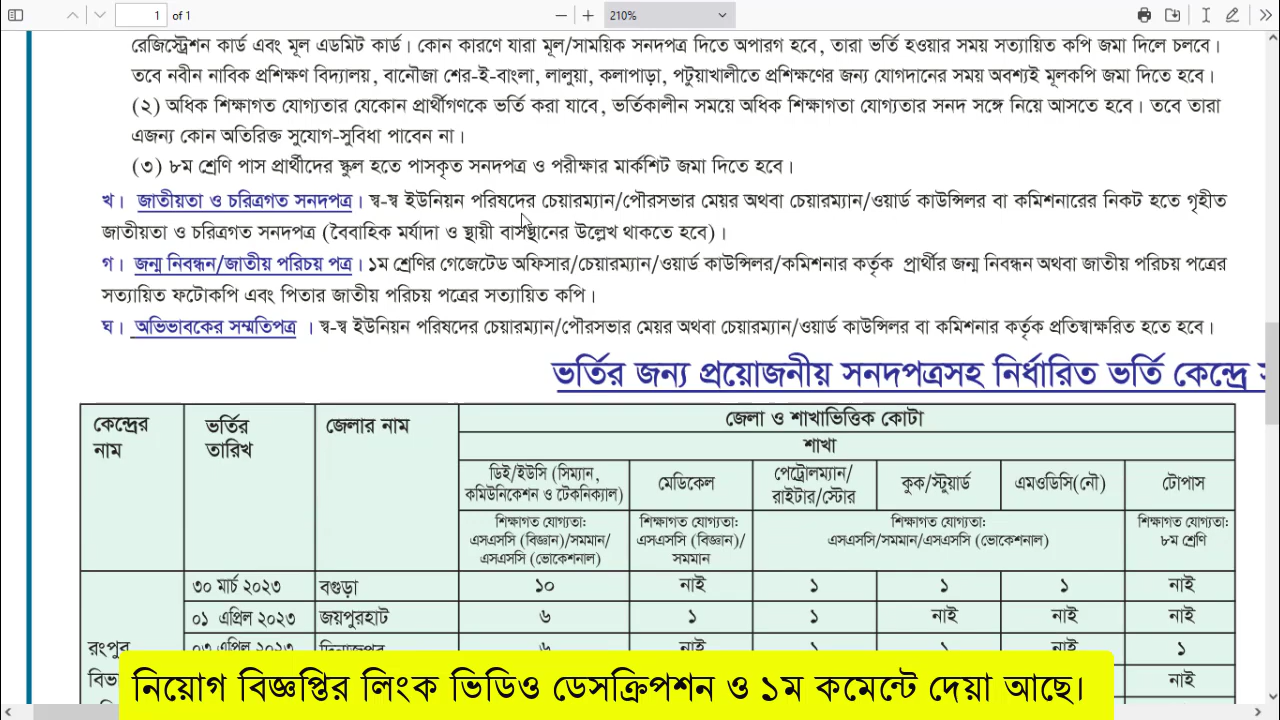 1 of 1 210%
রেজিস্ট্রেশন কার্ড এবং মূল এডমিট কার্ড। কোন কারণে যারা মূল/সাময়িক সনদপত্র দিতে অপারগ হবে, তারা ভর্তি হওয়ার সময় সত্যায়িত কপি জমা দিলে চলবে।
তবে নবীন নাবিক প্রশিক্ষণ বিদ্যালয়, বানৌজা শের-ই-বাংলা, লালুয়া, কলাপাড়া, পটুয়াখালীতে প্রশিক্ষণের জন্য যোগদানের সময় অবশ্যই মূলকপি জমা দিতে হবে।
(২) অধিক শিক্ষাগত যোগ্যতার যেকোন প্রার্থীগণকে ভর্তি করা যাবে, ভর্তিকালীন সময়ে অধিক শিক্ষাগতা যোগ্যতার সনদ সঙ্গে নিয়ে আসতে হবে। তবে তারা
এজন্য কোন অতিরিক্ত সুযোগ-সুবিধা পাবেন না।
(৩) ৮ম শ্রেণি পাস প্রার্থীদের স্কুল হতে পাসকৃত সনদপত্র ও পরীক্ষার মার্কশিট জমা দিতে হবে।
খ। জাতীয়তা ও চরিত্রগত সনদপত্র। স্ব-স্ব ইউনিয়ন পরিষদের চেয়ারম্যান/পৌরসভার মেয়র অথবা চেয়ারম্যান/ওয়ার্ড কাউন্সিলর বা কমিশনারের নিকট হতে গৃহীত
জাতীয়তা ও চরিত্রগত সনদপত্র (বৈবাহিক মর্যাদা ও স্থায়ী বাসস্থানের উল্লেখ থাকতে হবে)।
গ। জন্ম নিবন্ধন/জাতীয় পরিচয় পত্র। ১ম শ্রেণির গেজেটেড অফিসার/চেয়ারম্যান/ওয়ার্ড কাউন্সিলর/কমিশনার কর্তৃক প্রার্থীর জন্ম নিবন্ধন অথবা জাতীয় পরিচয় পত্রের
সত্যায়িত ফটোকপি এবং পিতার জাতীয় পরিচয় পত্রের সত্যায়িত কপি।
ঘ। অভিভাবকের সম্মতিপত্র । স্ব-স্ব ইউনিয়ন পরিষদের চেয়ারম্যান/পৌরসভার মেয়র অথবা চেয়ারম্যান/ওয়ার্ড কাউন্সিলর বা কমিশনার কর্তৃক প্রতিস্বাক্ষরিত হতে হবে।
ভর্তির জন্য প্রয়োজনীয় সনদপত্রসহ নির্ধারিত ভর্তি কেন্দ্রে
কেন্দ্রের নাম ভর্তির তারিখ জেলার নাম জেলা ও শাখাভিত্তিক কোটা
শাখা
ডিই/ইউসি (সিম্যান, কমিউনিকেশন ও টেকনিক্যাল) মেডিকেল পেট্রোলম্যান/ রাইটার/স্টোর কুক/স্টুয়ার্ড এমওডিসি(নৌ) টোপাস
শিক্ষাগত যোগ্যতা: এসএসসি (বিজ্ঞান)/সমমান/ এসএসসি (ভোকেশনাল) শিক্ষাগত যোগ্যতা: এসএসসি (বিজ্ঞান)/ সমমান শিক্ষাগত যোগ্যতা: এসএসসি/সমমান/এসএসসি (ভোকেশনাল) শিক্ষাগত যোগ্যতা: ৮ম শ্রেণি
৩০ মার্চ ২০২৩ বগুড়া ১০ নাই ১ ১ ১ নাই
০১ এপ্রিল ২০২৩ জয়পুরহাট ৬ ১ ১ নাই নাই নাই
রংপুর ০৩ এপ্রিল ২০২৩ দিনাজপুর ৬ নাই ১ ১ নাই ১
নাই
নিয়োগ বিজ্ঞপ্তির লিংক ভিডিও ডেসক্রিপশন ও ১ম কমেন্টে দেয়া আছে।